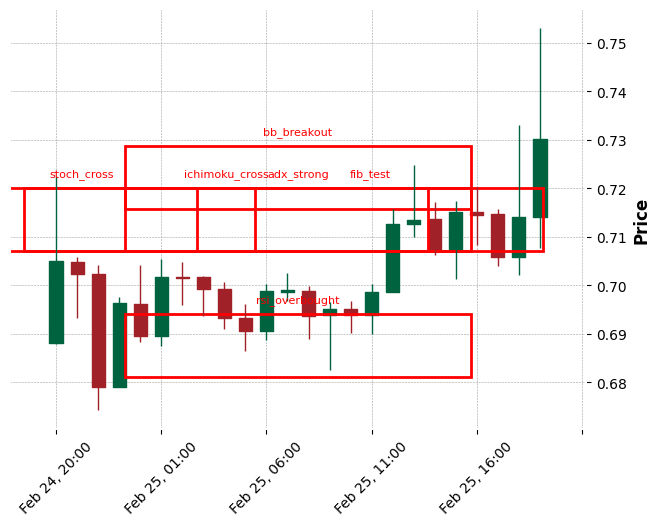 0.75
0.74
0.73
0.72
0.71
0.70
0.69
0.68
Price
bb_breakout
stoch_cross
ichimoku_cross
adx_strong
fib_test
rsi_overbought
Feb 24, 20:00
Feb 25, 01:00
Feb 25, 06:00
Feb 25, 11:00
Feb 25, 16:00